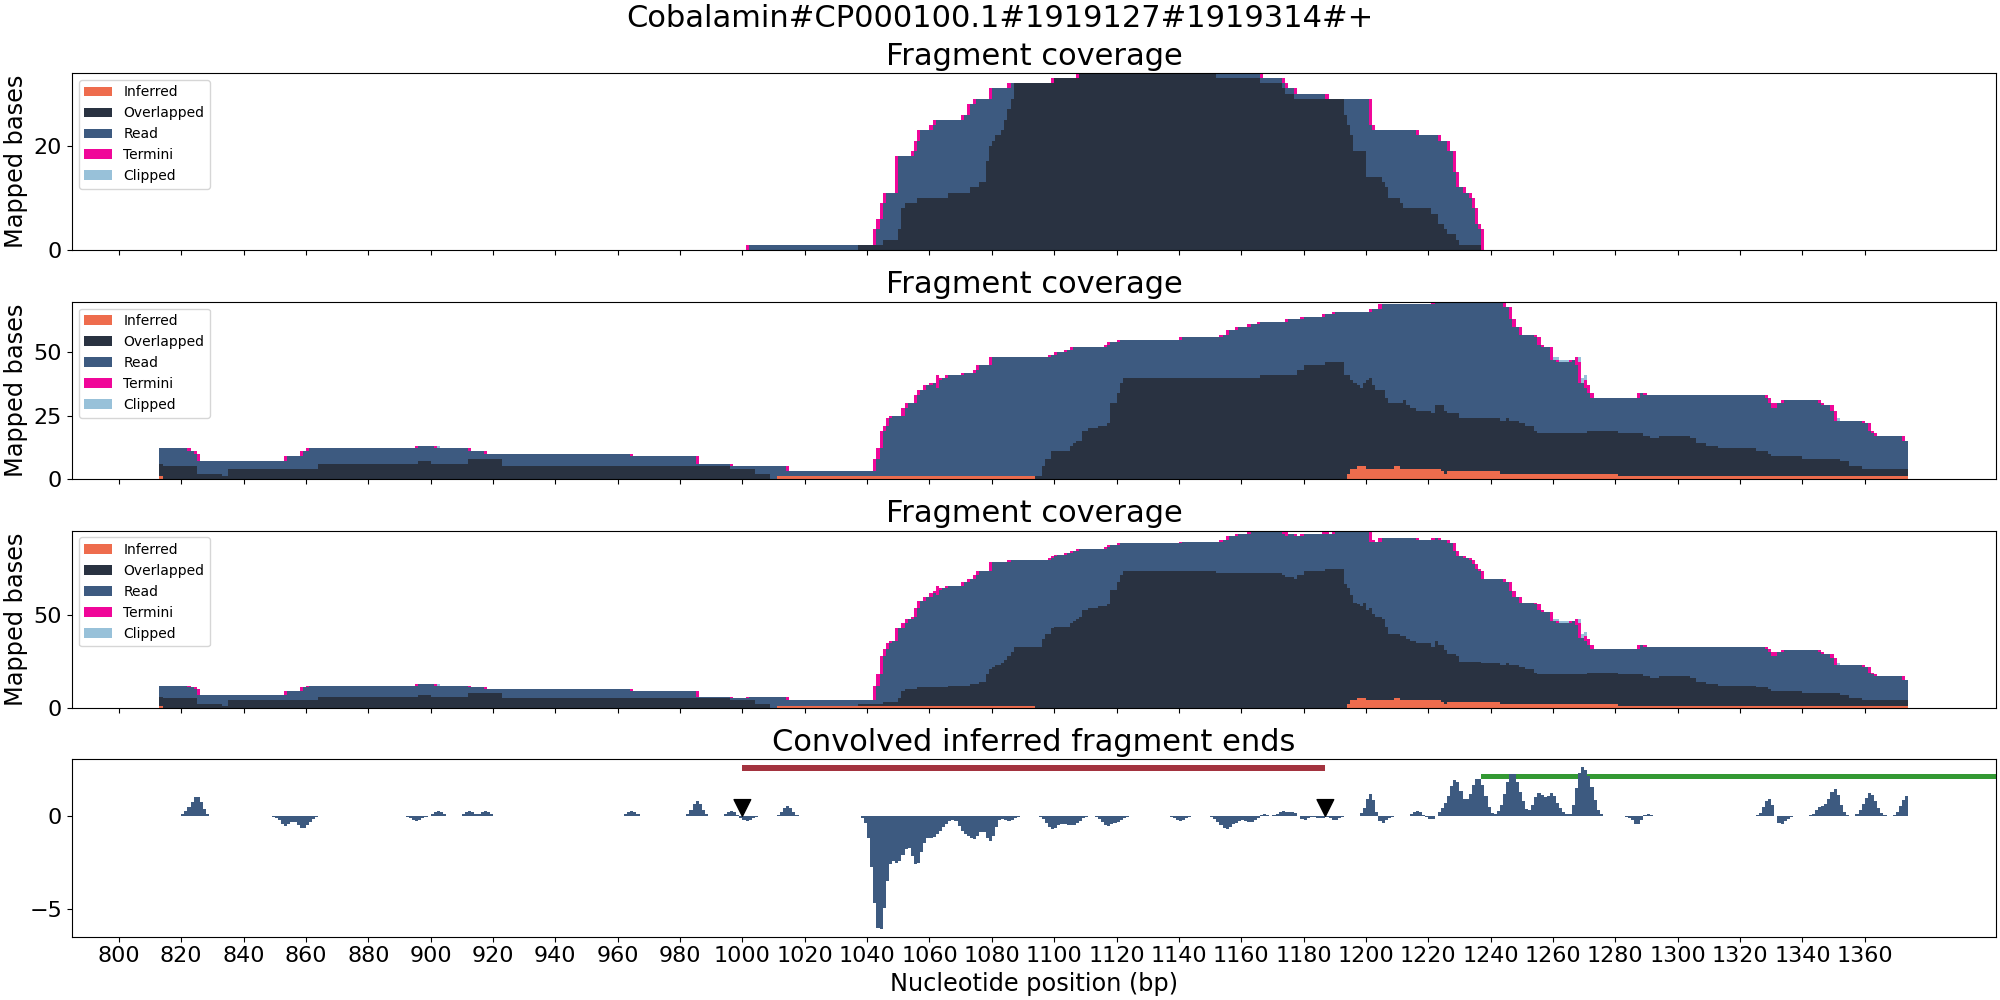 Cobalamin#CP000100.1#1919127#1919314#+
Fragment coverage
Mapped bases
20
0
Inferred
Overlapped
Read
Termini
Clipped
Fragment coverage
Mapped bases
50
25
0
Inferred
Overlapped
Read
Termini
Clipped
Fragment coverage
Mapped bases
50
0
Inferred
Overlapped
Read
Termini
Clipped
Convolved inferred fragment ends
0
−5
800 820 840 860 880 900 920 940 960 980 1000 1020 1040 1060 1080 1100 1120 1140 1160 1180 1200 1220 1240 1260 1280 1300 1320 1340 1360
Nucleotide position (bp)